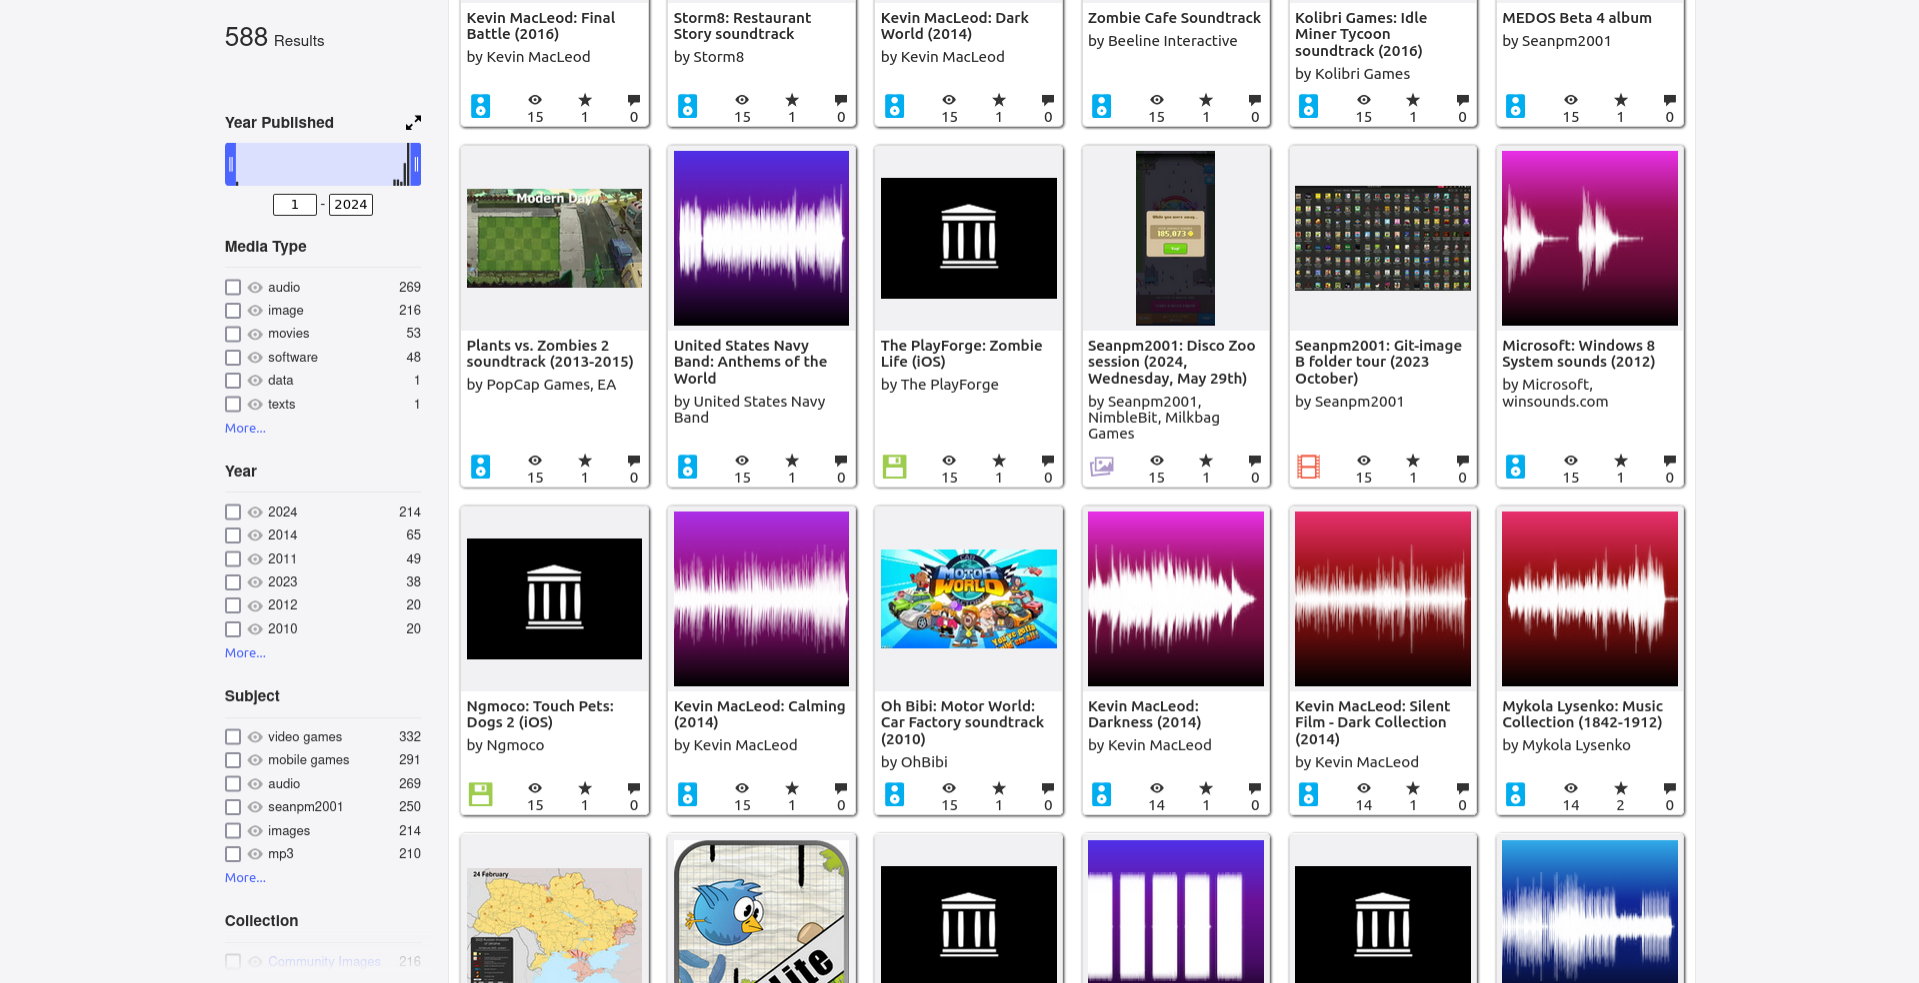 588 Results
Year Published
1 - 2024
Media Type
audio 269
image 216
movies 53
software 48
data 1
texts 1
More...
Year
2024 214
2014 65
2011 49
2023 38
2012 20
2010 20
More...
Subject
video games 332
mobile games 291
audio 269
seanpm2001 250
images 214
mp3 210
More...
Collection
Community Images 216
Kevin MacLeod: Final
Battle (2016)
by Kevin MacLeod
15 1 0
Storm8: Restaurant
Story soundtrack
by Storm8
15 1 0
Kevin MacLeod: Dark
World (2014)
by Kevin MacLeod
15 1 0
Zombie Cafe Soundtrack
by Beeline Interactive
15 1 0
Kolibri Games: Idle
Miner Tycoon
soundtrack (2016)
by Kolibri Games
15 1 0
MEDOS Beta 4 album
by Seanpm2001
15 1 0
Modern Day
Plants vs. Zombies 2
soundtrack (2013-2015)
by PopCap Games, EA
15 1 0
United States Navy
Band: Anthems of the
World
by United States Navy
Band
15 1 0
The PlayForge: Zombie
Life (iOS)
by The PlayForge
15 1 0
While you were away...
185,073
Seanpm2001: Disco Zoo
session (2024,
Wednesday, May 29th)
by Seanpm2001,
NimbleBit, Milkbag
Games
15 1 0
Seanpm2001: Git-image
B folder tour (2023
October)
by Seanpm2001
15 1 0
Microsoft: Windows 8
System sounds (2012)
by Microsoft,
winsounds.com
15 1 0
Ngmoco: Touch Pets:
Dogs 2 (iOS)
by Ngmoco
15 1 0
Kevin MacLeod: Calming
(2014)
by Kevin MacLeod
15 1 0
CAR
MOTOR
WORLD
You've gotta
Oh Bibi: Motor World:
Car Factory soundtrack
(2010)
by OhBibi
15 1 0
Kevin MacLeod:
Darkness (2014)
by Kevin MacLeod
14 1 0
Kevin MacLeod: Silent
Film - Dark Collection
(2014)
by Kevin MacLeod
14 1 0
Mykola Lysenko: Music
Collection (1842-1912)
by Mykola Lysenko
14 2 0
24 February
Lite